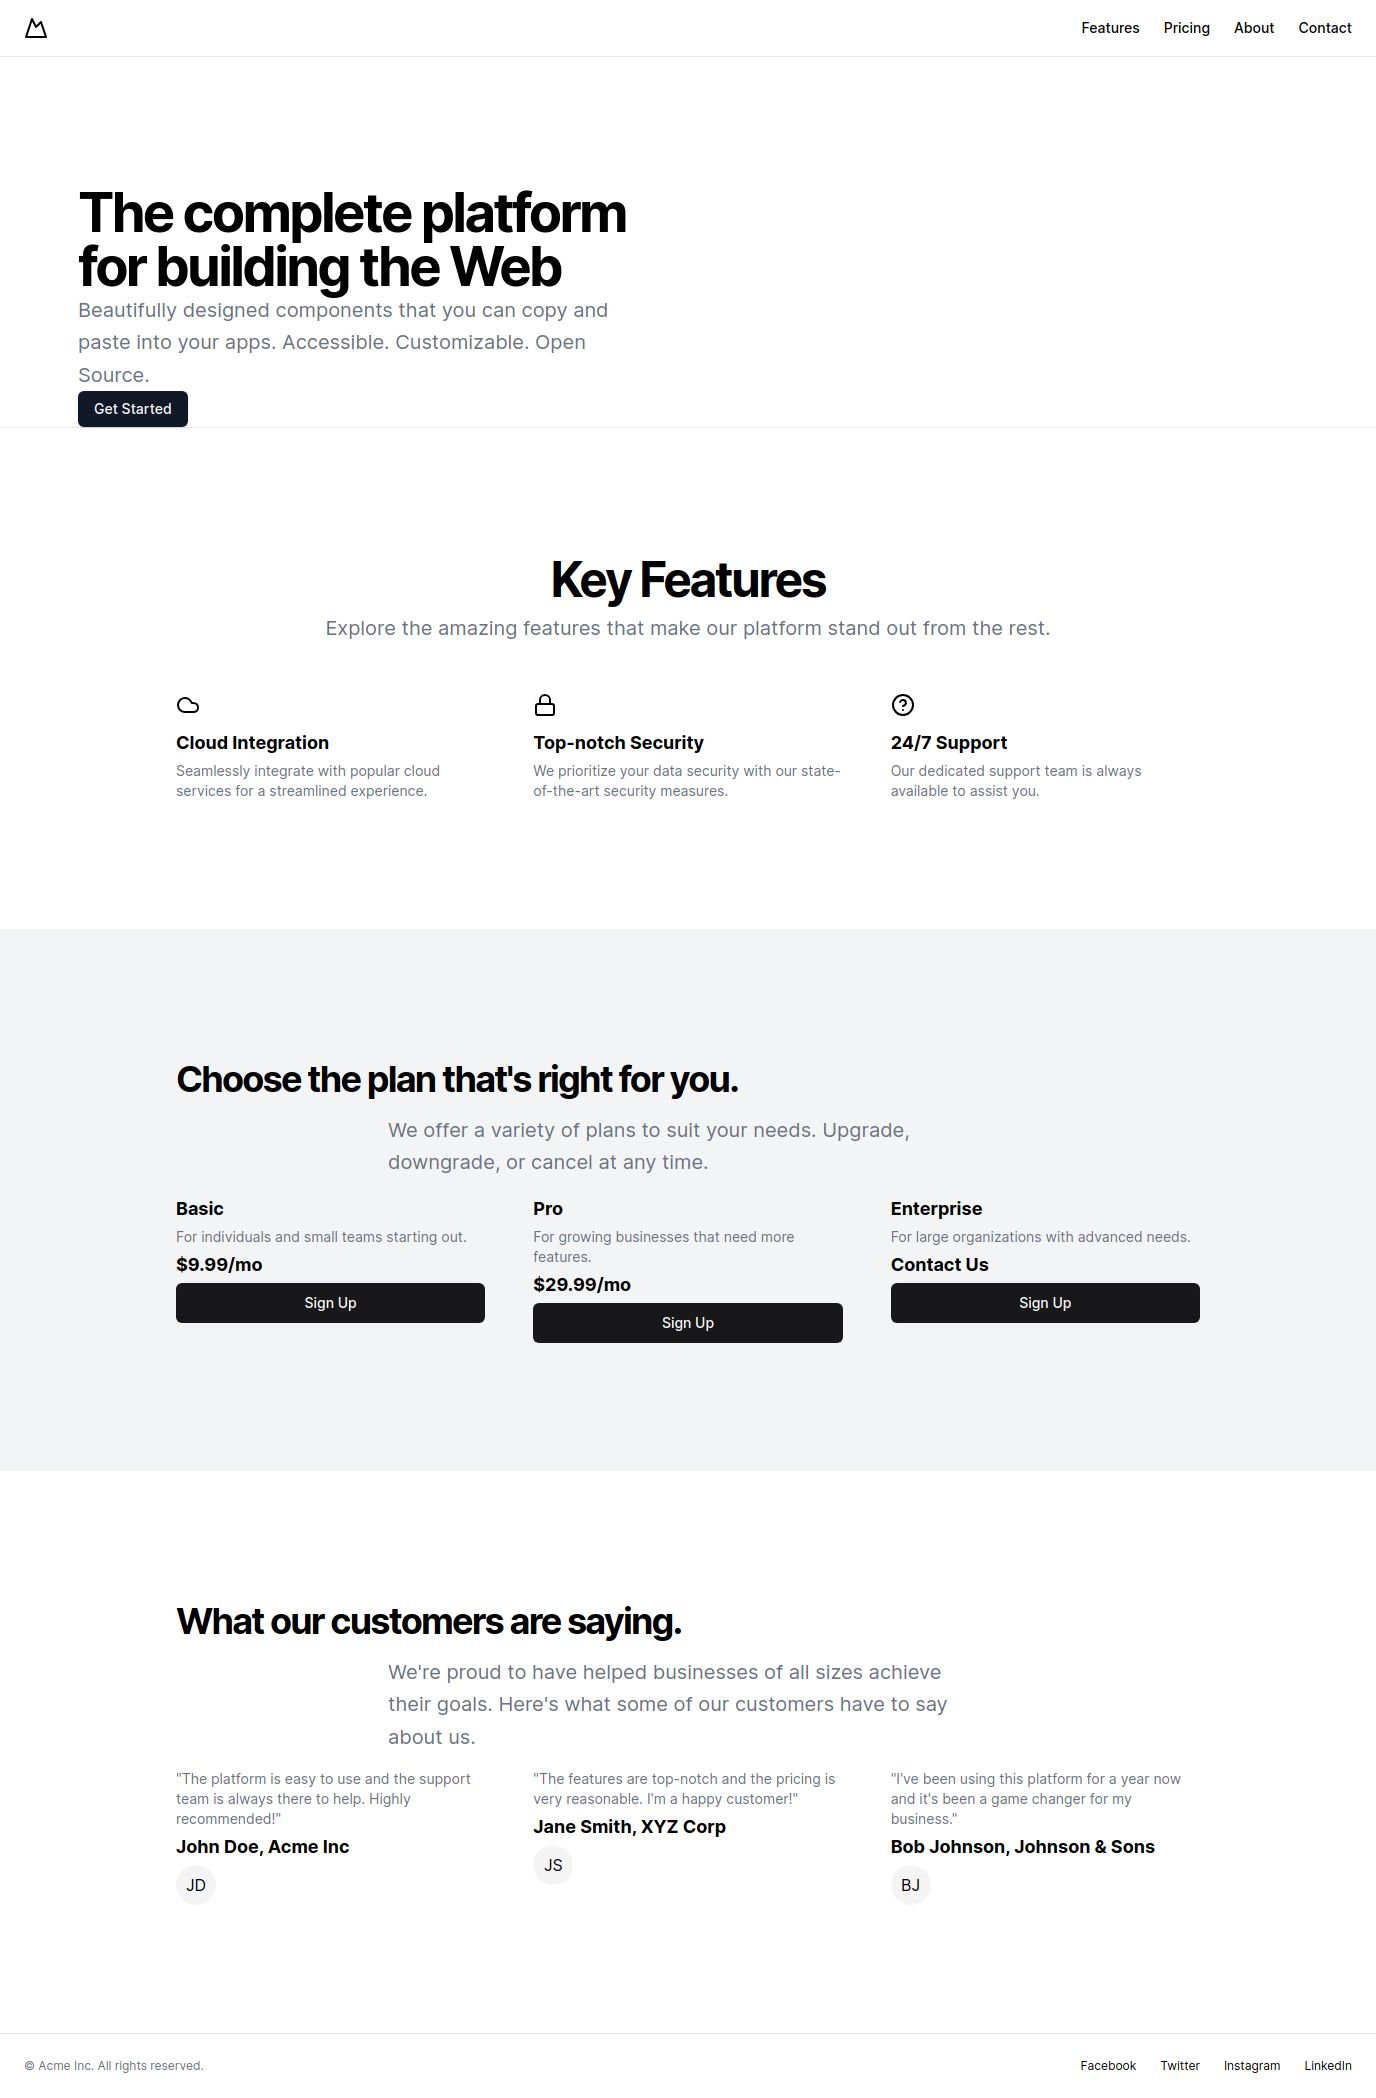 Features Pricing About Contact
The complete platform
for building the Web
Beautifully designed components that you can copy and
paste into your apps. Accessible. Customizable. Open
Source.
Get Started
Key Features
Explore the amazing features that make our platform stand out from the rest.
Cloud Integration
Seamlessly integrate with popular cloud
services for a streamlined experience.
Top-notch Security
We prioritize your data security with our state-
of-the-art security measures.
24/7 Support
Our dedicated support team is always
available to assist you.
Choose the plan that's right for you.
We offer a variety of plans to suit your needs. Upgrade,
downgrade, or cancel at any time.
Basic
For individuals and small teams starting out.
$9.99/mo
Sign Up
Pro
For growing businesses that need more
features.
$29.99/mo
Sign Up
Enterprise
For large organizations with advanced needs.
Contact Us
Sign Up
What our customers are saying.
We're proud to have helped businesses of all sizes achieve
their goals. Here's what some of our customers have to say
about us.
"The platform is easy to use and the support
team is always there to help. Highly
recommended!"
John Doe, Acme Inc
JD
"The features are top-notch and the pricing is
very reasonable. I'm a happy customer!"
Jane Smith, XYZ Corp
JS
"I've been using this platform for a year now
and it's been a game changer for my
business."
Bob Johnson, Johnson & Sons
BJ
© Acme Inc. All rights reserved.
Facebook Twitter Instagram LinkedIn